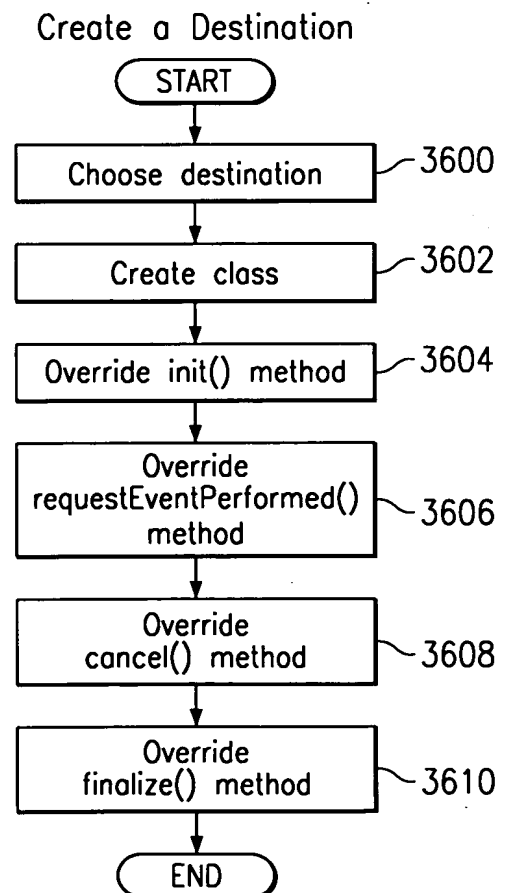 Create a Destination
START
Choose destination
3600
Create class
3602
Override init() method
3604
Override
requestEventPerformed()
method
3606
Override
cancel() method
3608
Override
finalize() method
3610
END